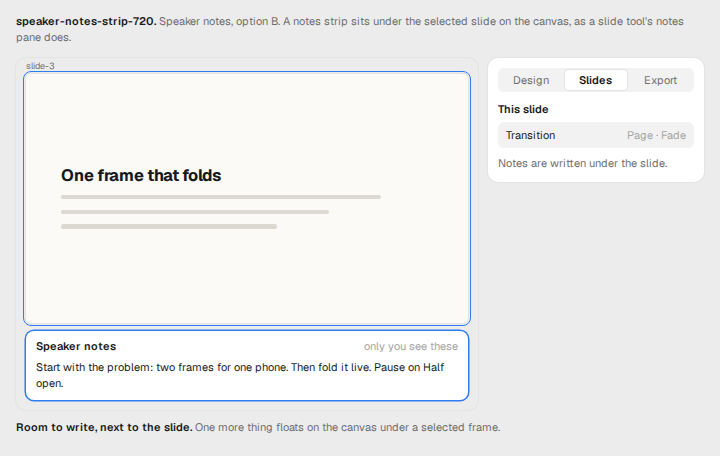 speaker-notes-strip-720. Speaker notes, option B. A notes strip sits under the selected slide on the canvas, as a slide tool's notes
pane does.
slide-3
One frame that folds
Speaker notes
only you see these
Start with the problem: two frames for one phone. Then fold it live. Pause on Half
open.
Design
Slides
Export
This slide
Transition
Page · Fade
Notes are written under the slide.
Room to write, next to the slide. One more thing floats on the canvas under a selected frame.